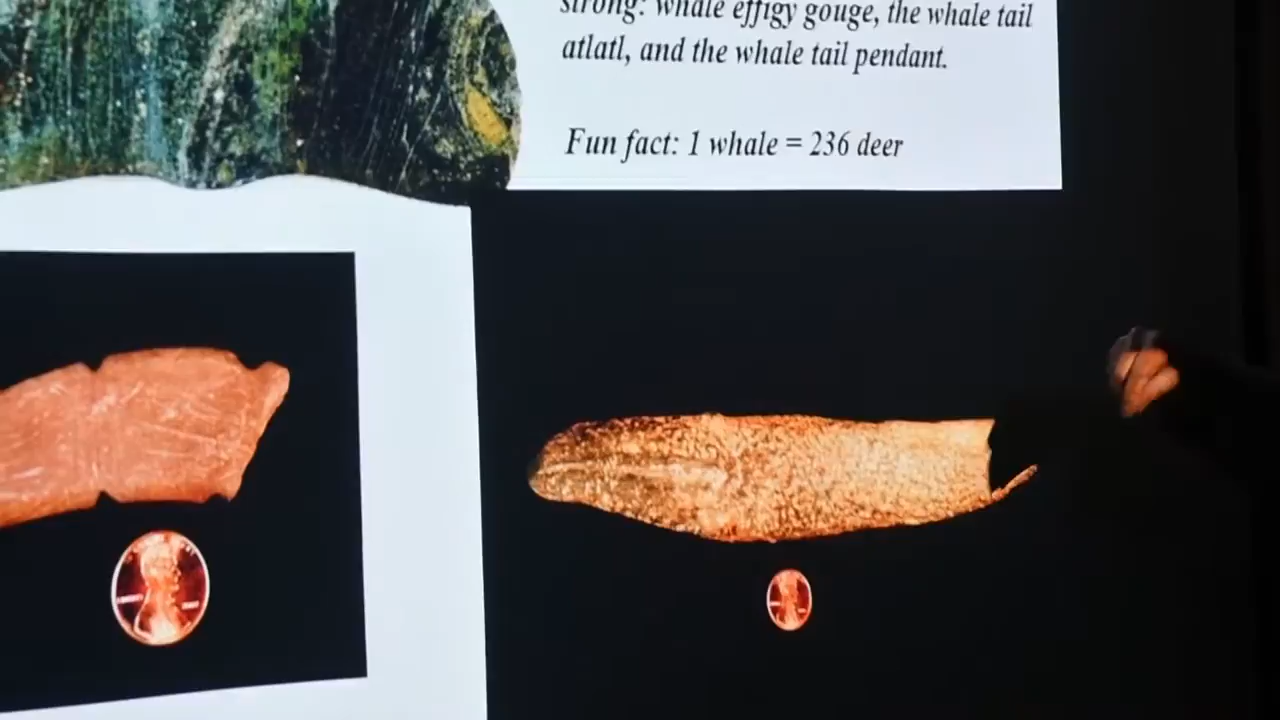 strong: whale effigy gouge, the whale tail
atlatl, and the whale tail pendant.
Fun fact: 1 whale = 236 deer